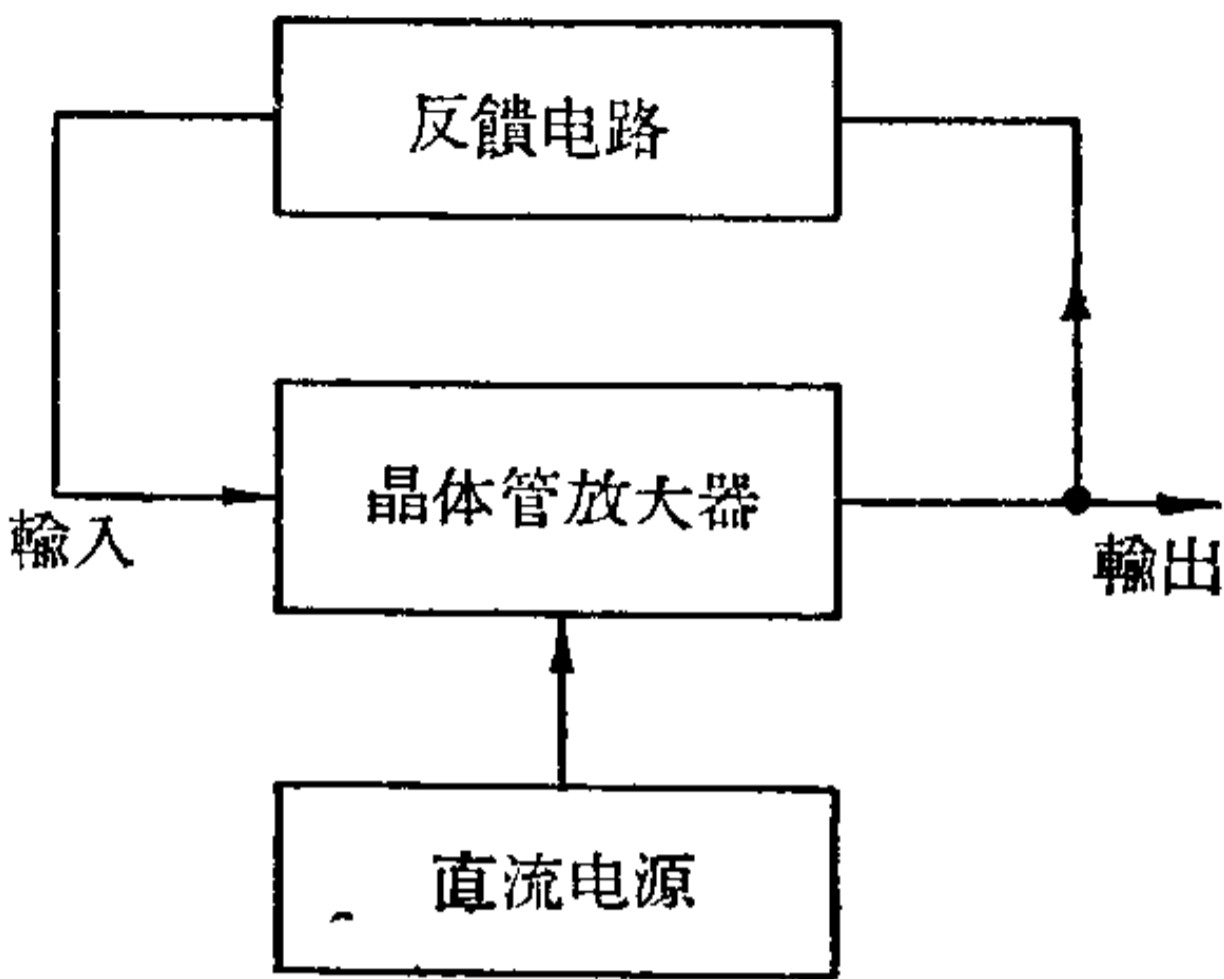 反饋电路
晶体管放大器
輸入
輸出
直流电源